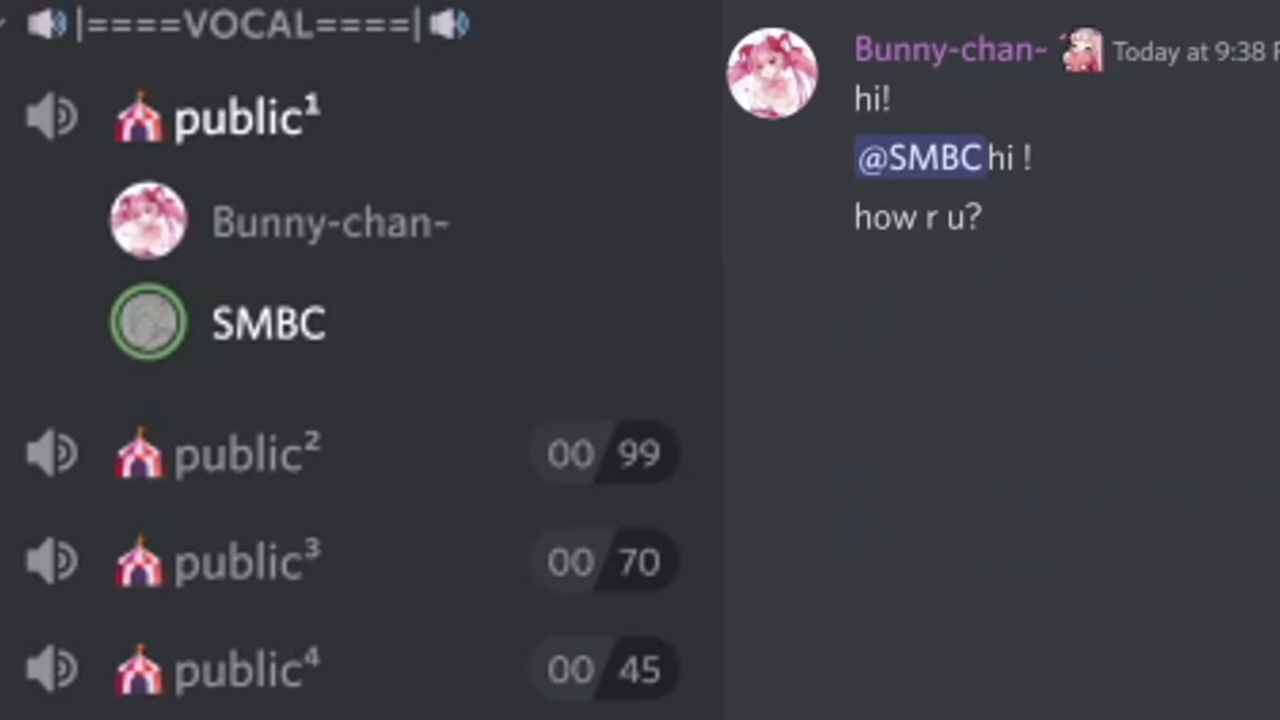 |====VOCAL====|
public¹
Bunny-chan~
SMBC
public²
00 99
public³
00 70
public⁴
00 45
Bunny-chan~ Today at 9:38
hi!
@SMBC hi !
how r u?